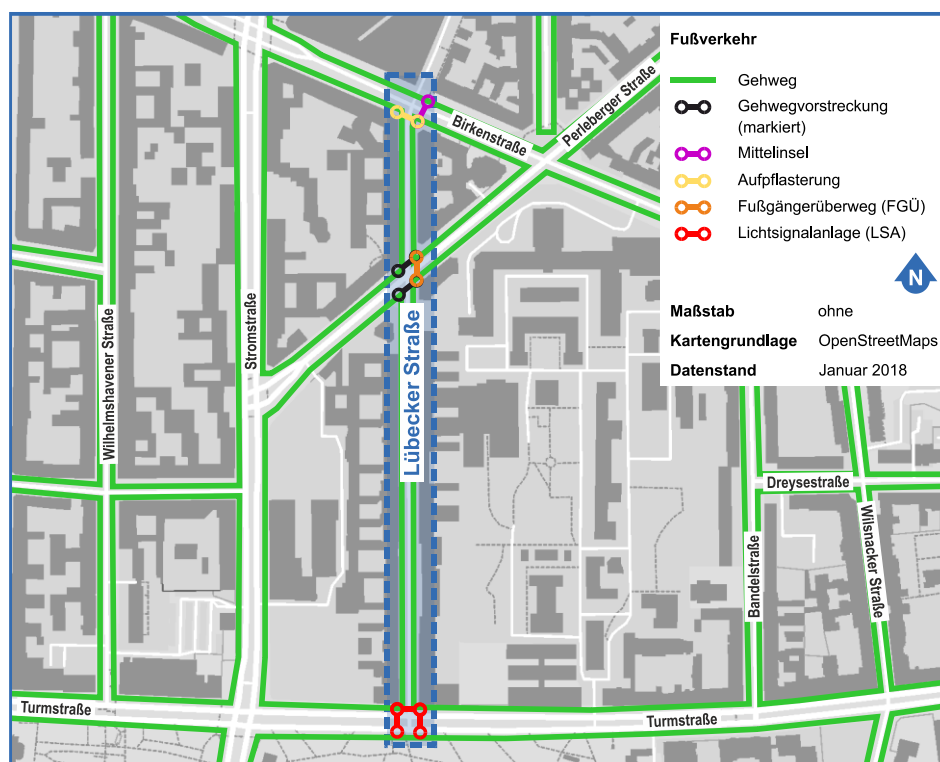 Fußverkehr
Gehweg
Gehwegvorstreckung
(markiert)
Mittelinsel
Aufpflasterung
Fußgängerüberweg (FGÜ)
Lichtsignalanlage (LSA)
N
Maßstab ohne
Kartengrundlage OpenStreetMaps
Datenstand Januar 2018
Perleberger Straße
Birkenstraße
Stromstraße
Wilhelmshavener Straße
Lübecker Straße
Dreysestraße
Wilsnacker Straße
Bandelstraße
Turmstraße
Turmstraße